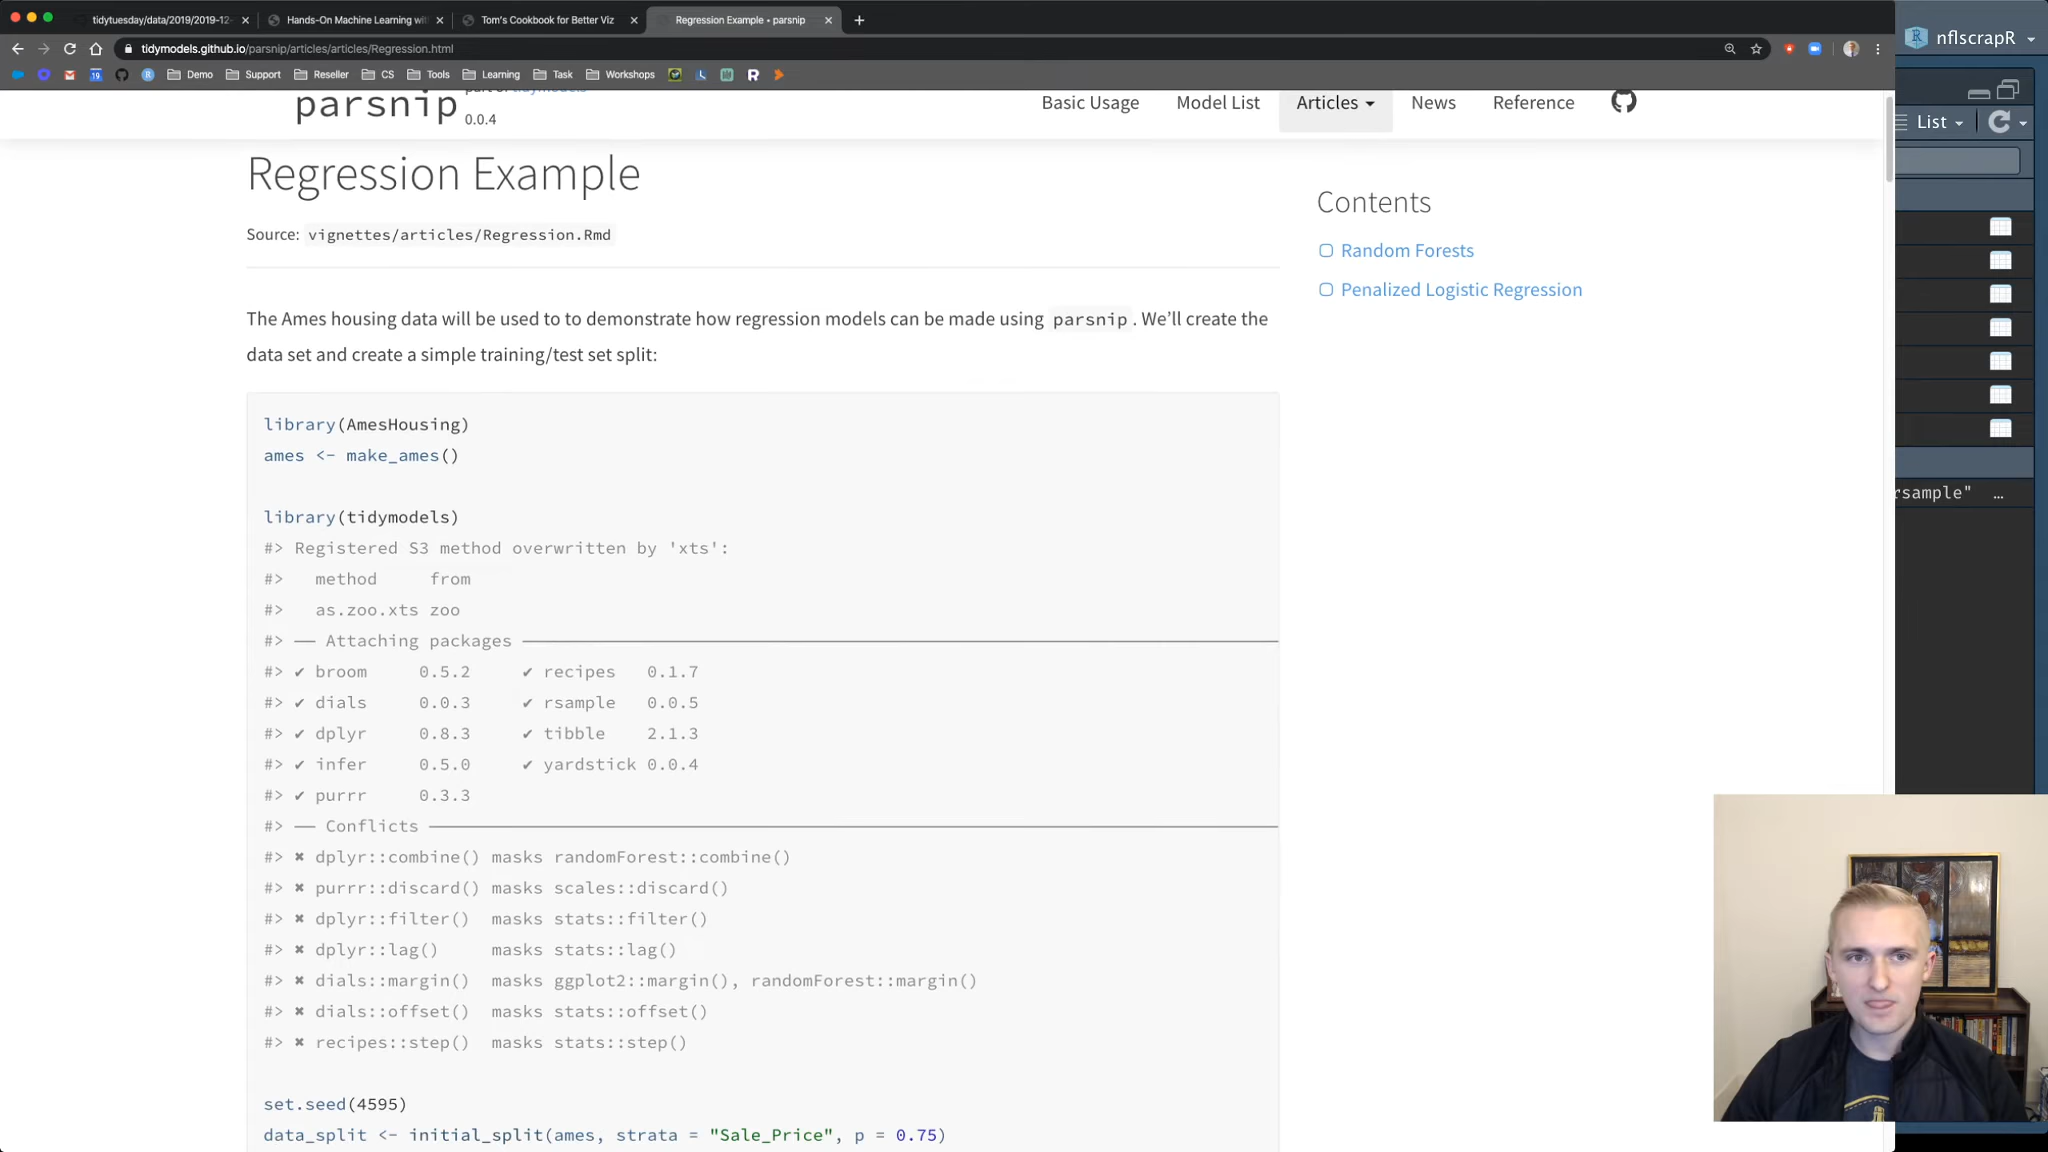 tidytuesday/data/2019/2019-12-
Hands-On Machine Learning with
Tom's Cookbook for Better Viz
Regression Example • parsnip
tidymodels.github.io/parsnip/articles/articles/Regression.html
19
Demo
Support
Reseller
CS
Tools
Learning
Task
Workshops
nflscrapR
List
parsnip
0.0.4
Basic Usage
Model List
Articles
News
Reference
Regression Example
Source: vignettes/articles/Regression.Rmd
Contents
Random Forests
Penalized Logistic Regression
The Ames housing data will be used to to demonstrate how regression models can be made using parsnip. We'll create the
data set and create a simple training/test set split:
library(AmesHousing)
ames <- make_ames()
library(tidymodels)
#> Registered S3 method overwritten by 'xts':
#>   method     from
#>   as.zoo.xts zoo
#> ── Attaching packages ──
#> ✔ broom     0.5.2     ✔ recipes   0.1.7
#> ✔ dials     0.0.3     ✔ rsample   0.0.5
#> ✔ dplyr     0.8.3     ✔ tibble    2.1.3
#> ✔ infer     0.5.0     ✔ yardstick 0.0.4
#> ✔ purrr     0.3.3
#> ── Conflicts ──
#> ✖ dplyr::combine() masks randomForest::combine()
#> ✖ purrr::discard() masks scales::discard()
#> ✖ dplyr::filter()  masks stats::filter()
#> ✖ dplyr::lag()     masks stats::lag()
#> ✖ dials::margin()  masks ggplot2::margin(), randomForest::margin()
#> ✖ dials::offset()  masks stats::offset()
#> ✖ recipes::step()  masks stats::step()
set.seed(4595)
data_split <- initial_split(ames, strata = "Sale_Price", p = 0.75)
rsample" …